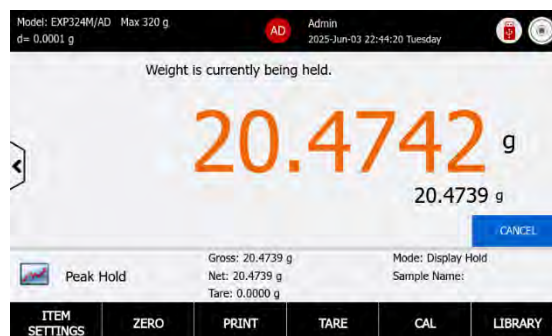 Model: EXP324M/AD Max 320 g
d= 0.0001 g
AD
Admin
2025-Jun-03 22:44:20 Tuesday
Weight is currently being held.
20.4742 g
20.4739 g
CANCEL
Peak Hold
Gross: 20.4739 g
Net: 20.4739 g
Tare: 0.0000 g
Mode: Display Hold
Sample Name:
ITEM
SETTINGS
ZERO
PRINT
TARE
CAL
LIBRARY